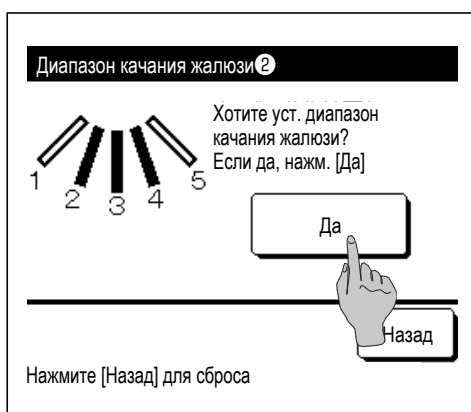 Диапазон качания жалюзи❷
Хотите уст. диапазон
качания жалюзи?
Если да, нажм. [Да]
1 2 3 4 5
Да
Назад
Нажмите [Назад] для сброса